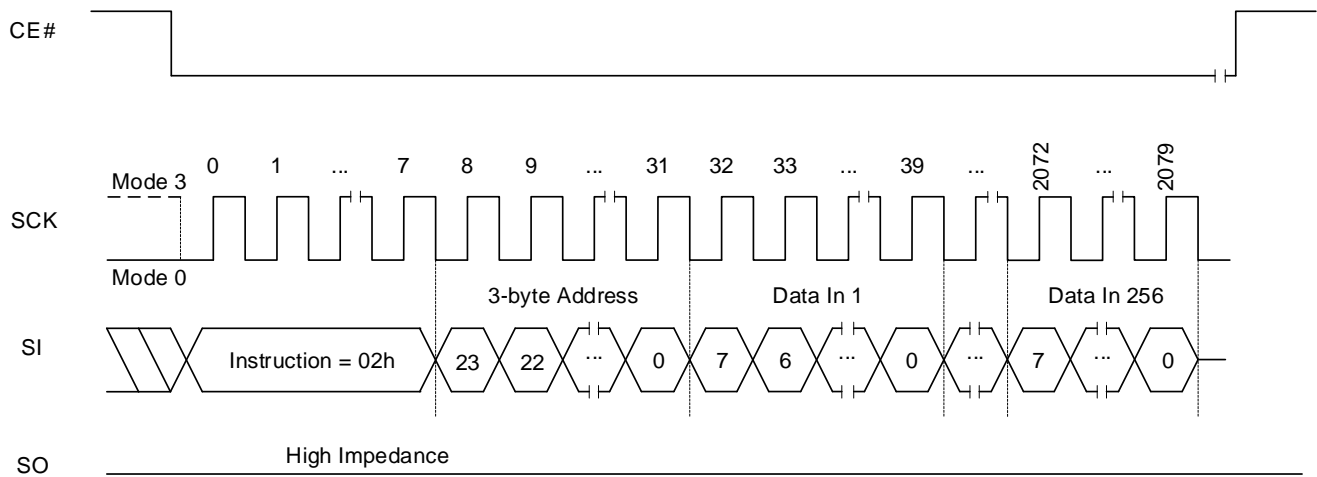 CE#
0 1 ... 7 8 9 ... 31 32 33 ... 39 ... 2072 ... 2079
Mode 3
SCK
Mode 0
3-byte Address Data In 1 Data In 256
SI Instruction = 02h 23 22 ... 0 7 6 ... 0 ... 7 ... 0
High Impedance
SO